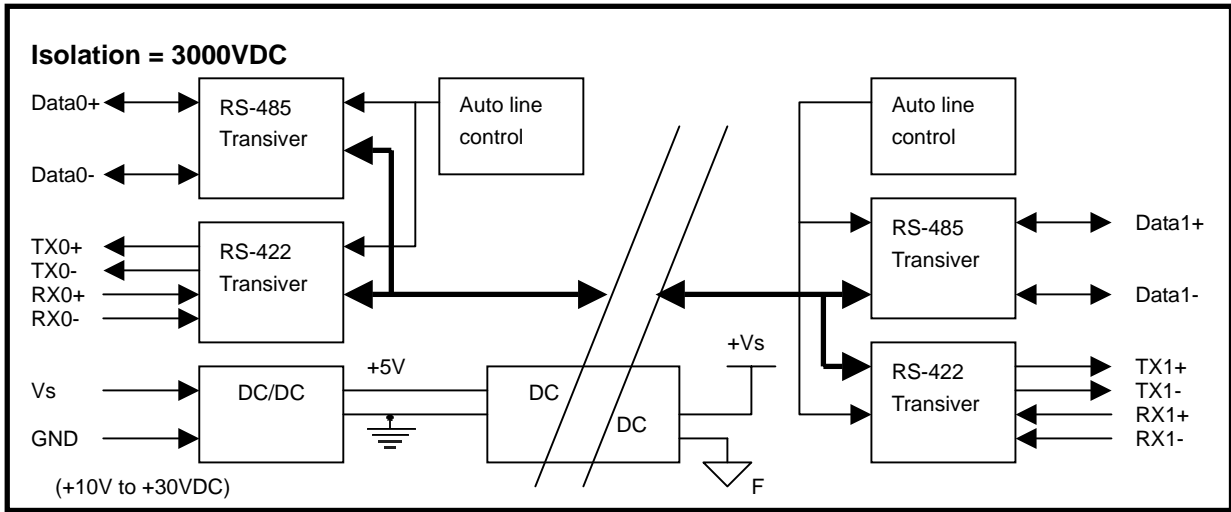 Isolation = 3000VDC
Data0+
RS-485
Transiver
Auto line
control
Data0-
TX0+
TX0-
RX0+
RX0-
RS-422
Transiver
Vs
GND
DC/DC
+5V
DC
DC
+Vs
F
(+10V to +30VDC)
Auto line
control
RS-485
Transiver
Data1+
Data1-
RS-422
Transiver
TX1+
TX1-
RX1+
RX1-